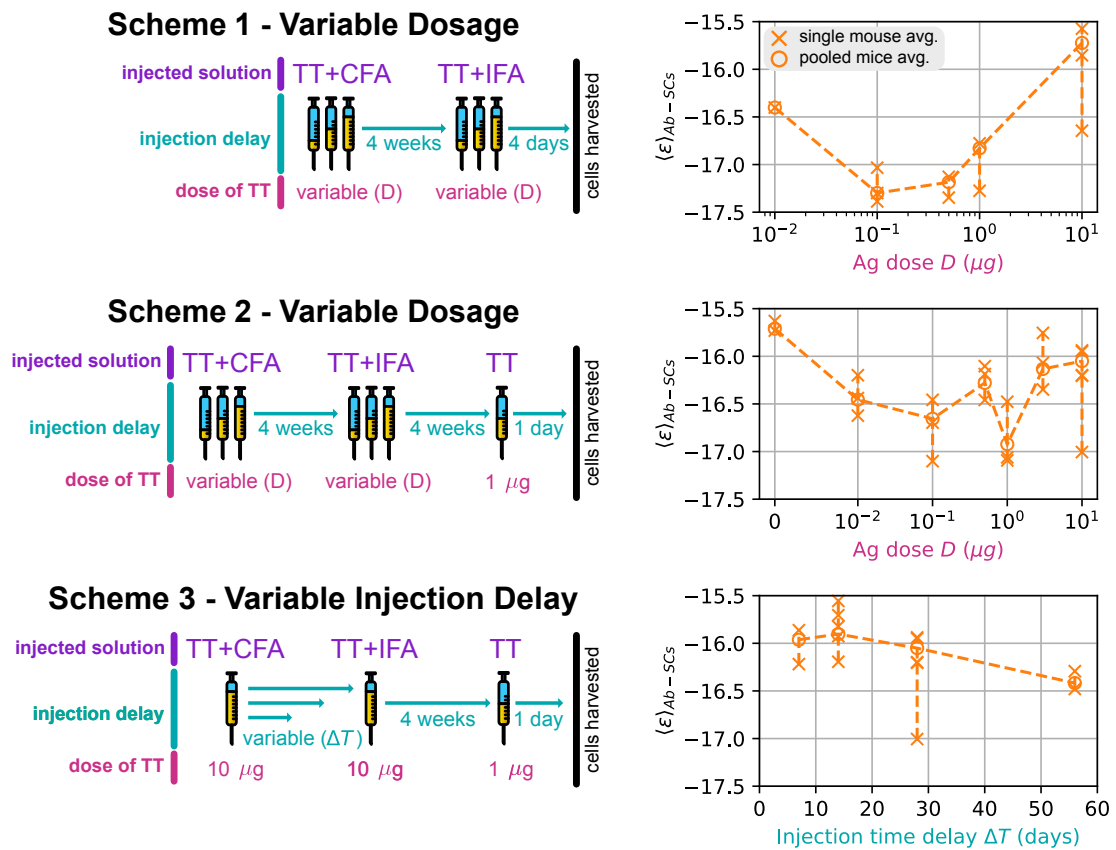 Scheme 1 - Variable Dosage
injected solution
TT+CFA
TT+IFA
injection delay
4 weeks
4 days
dose of TT
variable (D)
variable (D)
cells harvested
⟨ε⟩Ab−SCs
−15.5
−16.0
−16.5
−17.0
−17.5
single mouse avg.
pooled mice avg.
10⁻²
10⁻¹
10⁰
10¹
Ag dose D (μg)
Scheme 2 - Variable Dosage
injected solution
TT+CFA
TT+IFA
TT
injection delay
4 weeks
4 weeks
1 day
dose of TT
variable (D)
variable (D)
1 μg
cells harvested
⟨ε⟩Ab−SCs
−15.5
−16.0
−16.5
−17.0
−17.5
0
10⁻²
10⁻¹
10⁰
10¹
Ag dose D (μg)
Scheme 3 - Variable Injection Delay
injected solution
TT+CFA
TT+IFA
TT
injection delay
variable (ΔT)
4 weeks
1 day
dose of TT
10 μg
10 μg
1 μg
cells harvested
⟨ε⟩Ab−SCs
−15.5
−16.0
−16.5
−17.0
−17.5
0
10
20
30
40
50
60
Injection time delay ΔT (days)